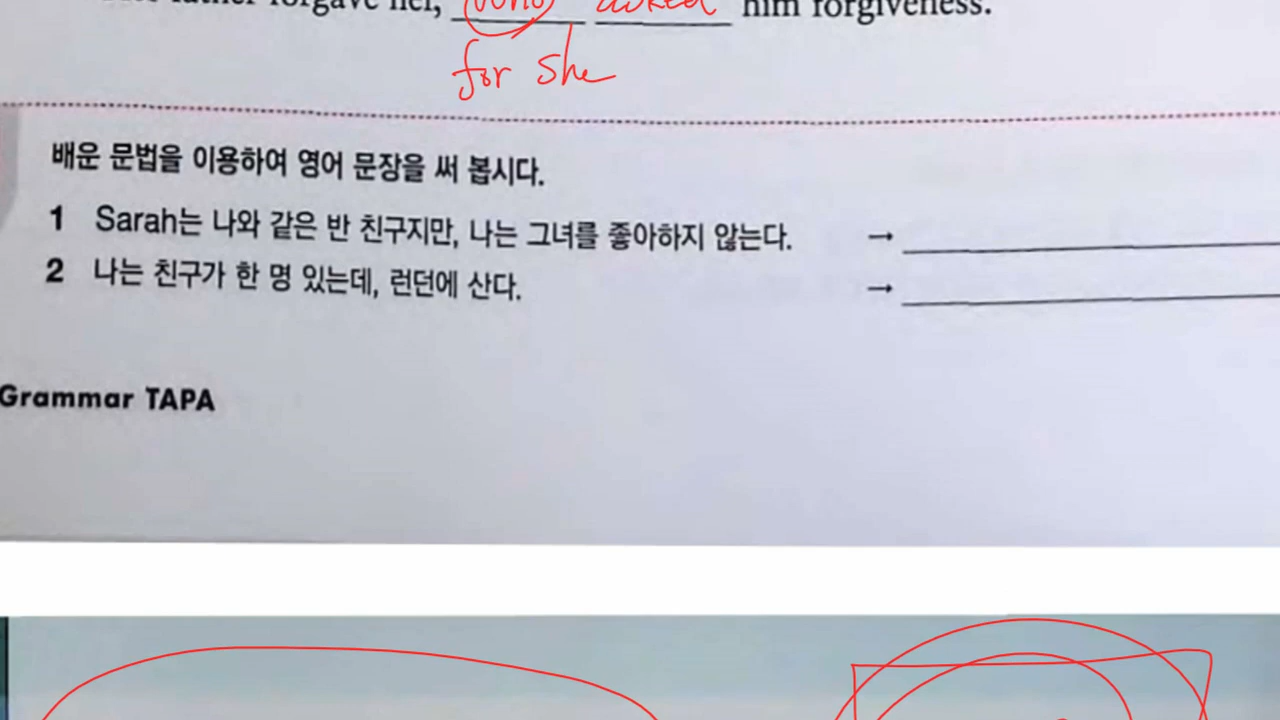 father forgave her, who asked him forgiveness.
for she
배운 문법을 이용하여 영어 문장을 써 봅시다.
1 Sarah는 나와 같은 반 친구지만, 나는 그녀를 좋아하지 않는다. →
2 나는 친구가 한 명 있는데, 런던에 산다. →
Grammar TAPA